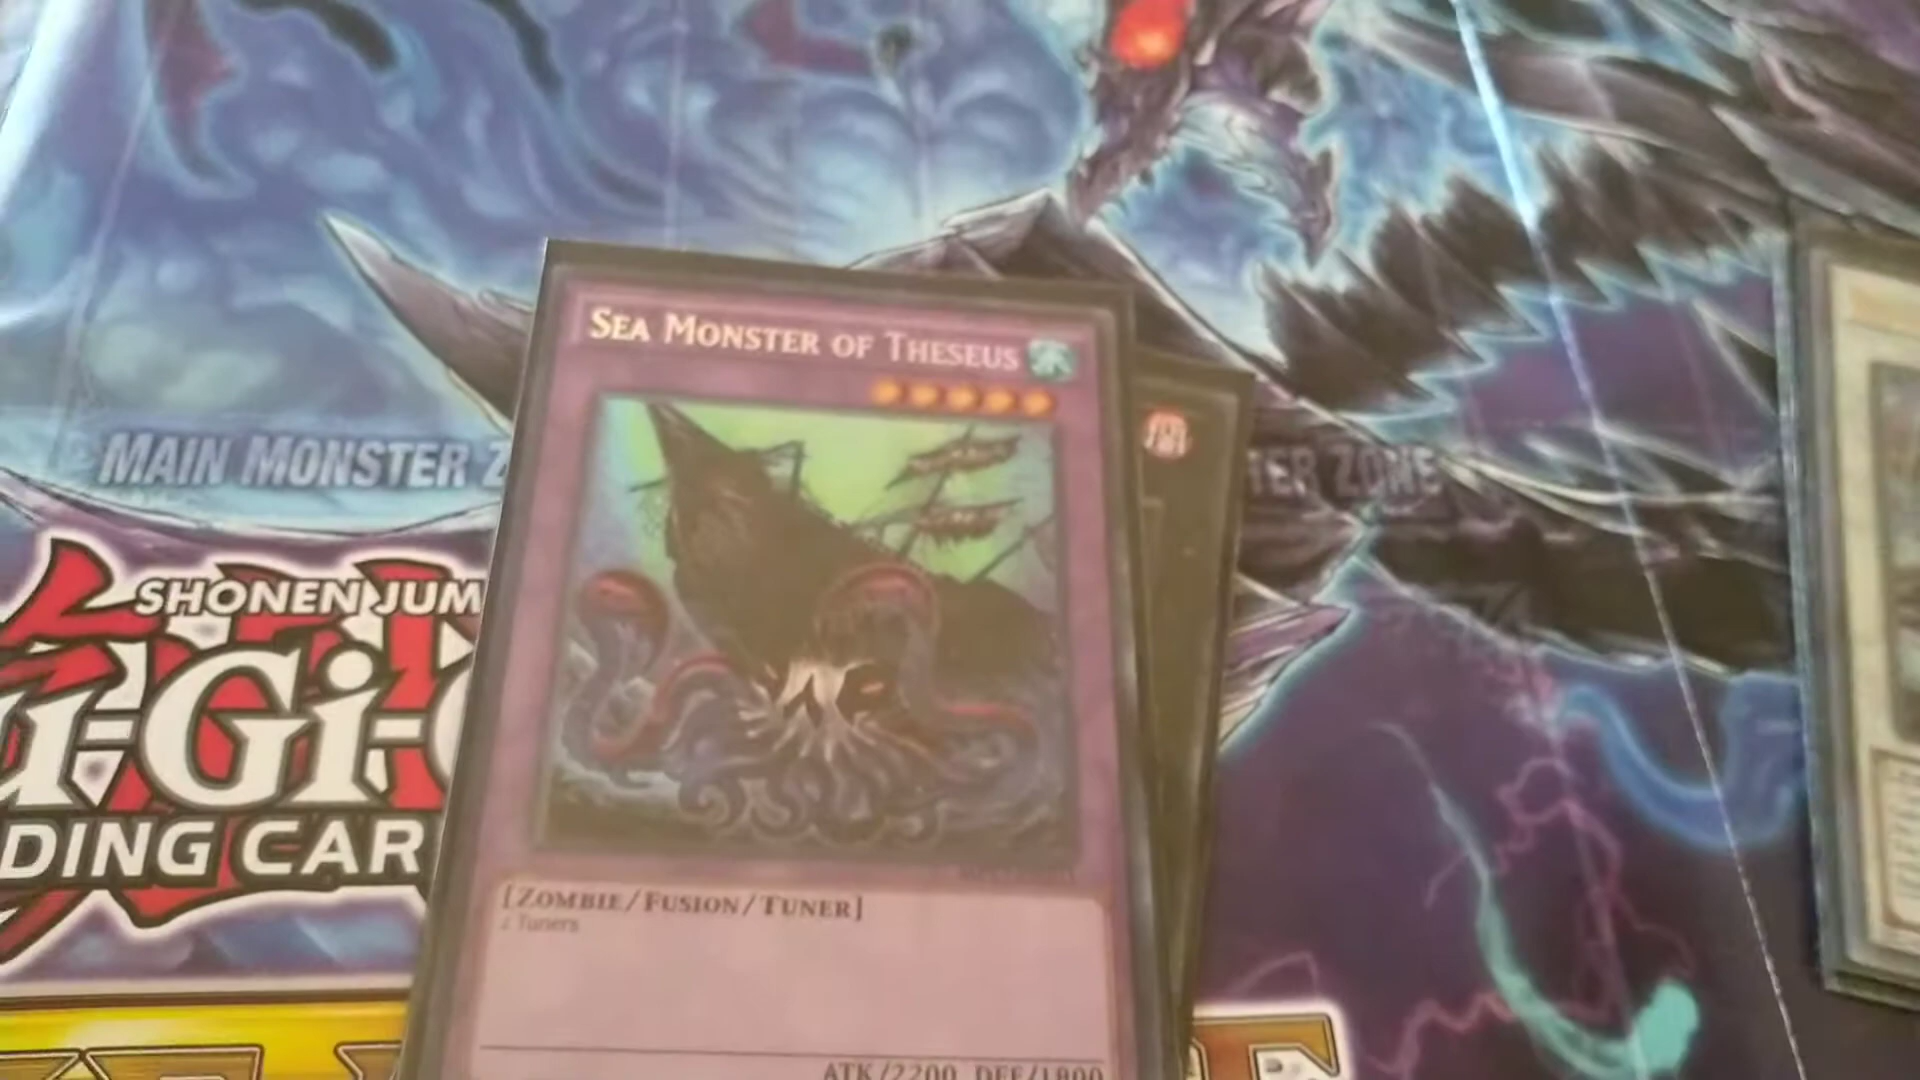 SEA MONSTER OF THESEUS
MAIN MONSTER Z
TER ZONE
SHONEN JUM
u-Gi-
DING CAR
[ZOMBIE/FUSION/TUNER]
2 Tuners
ATK/2200 DEF/1800